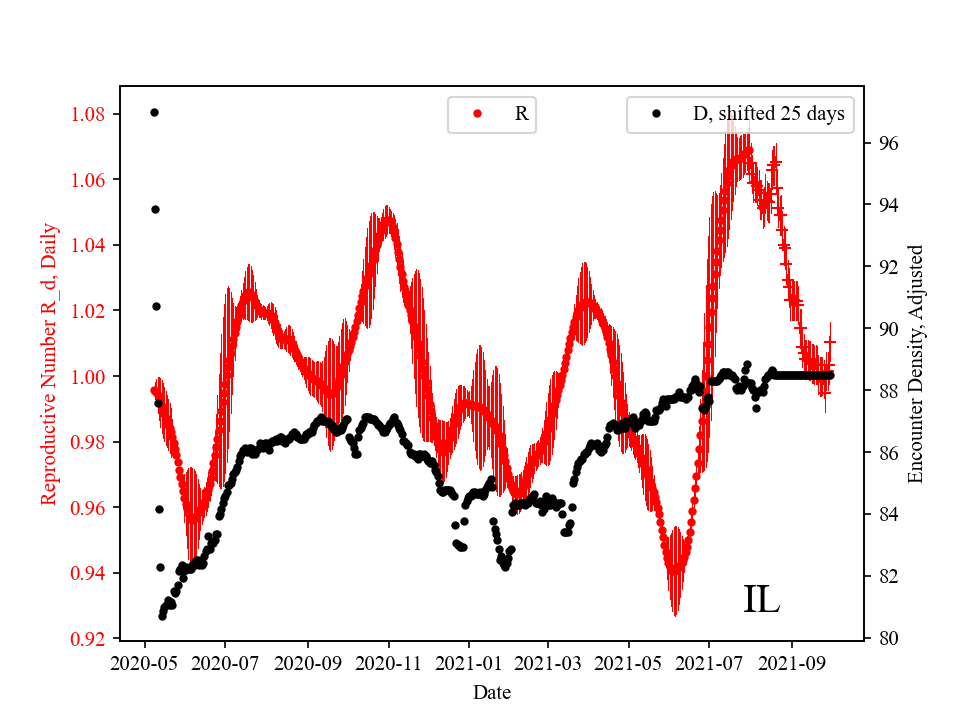 R
D, shifted 25 days
1.08
1.06
1.04
1.02
1.00
0.98
0.96
0.94
0.92
Reproductive Number R_d, Daily
96
94
92
90
88
86
84
82
80
Encounter Density, Adjusted
IL
2020-05 2020-07 2020-09 2020-11 2021-01 2021-03 2021-05 2021-07 2021-09
Date